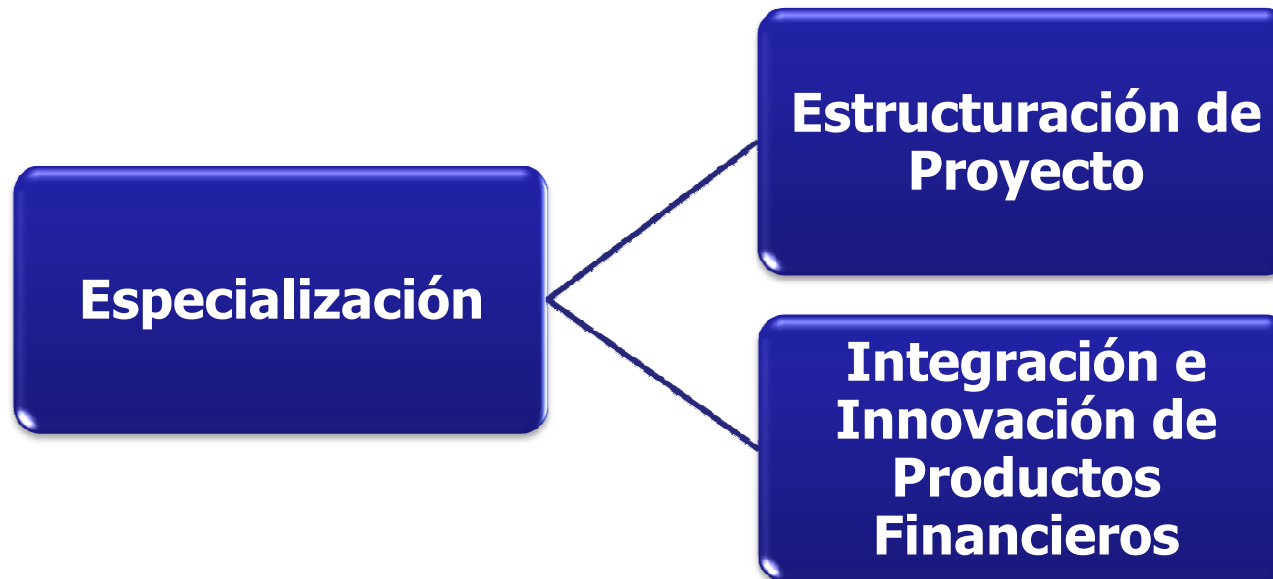 Especialización
Estructuración de
Proyecto
Integración e
Innovación de
Productos
Financieros